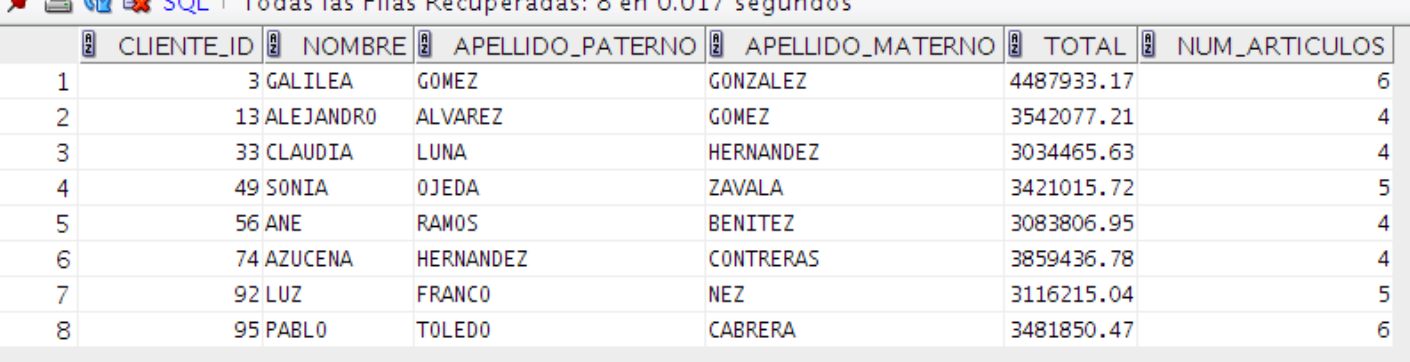 SQL | Todas las Filas Recuperadas: 8 en 0.017 segundos
CLIENTE_ID NOMBRE APELLIDO_PATERNO APELLIDO_MATERNO TOTAL NUM_ARTICULOS
1 3 GALILEA GOMEZ GONZALEZ 4487933.17 6
2 13 ALEJANDRO ALVAREZ GOMEZ 3542077.21 4
3 33 CLAUDIA LUNA HERNANDEZ 3034465.63 4
4 49 SONIA OJEDA ZAVALA 3421015.72 5
5 56 ANE RAMOS BENITEZ 3083806.95 4
6 74 AZUCENA HERNANDEZ CONTRERAS 3859436.78 4
7 92 LUZ FRANCO NEZ 3116215.04 5
8 95 PABLO TOLEDO CABRERA 3481850.47 6